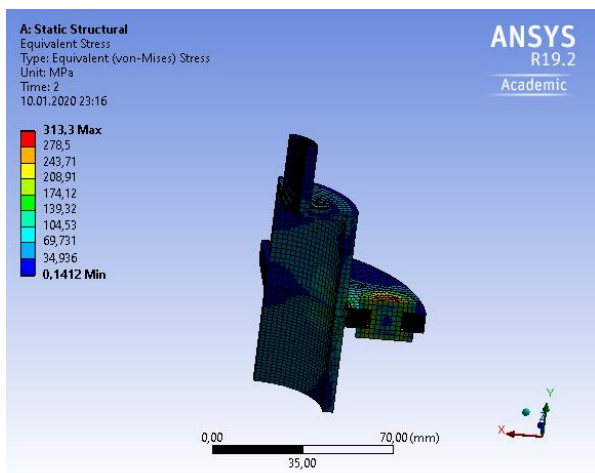 A: Static Structural
Equivalent Stress
Type: Equivalent (von-Mises) Stress
Unit: MPa
Time: 2
10.01.2020 23:16
313,3 Max
278,5
243,71
208,91
174,12
139,32
104,53
69,731
34,936
0,1412 Min
ANSYS
R19.2
Academic
Y
X
0,00
70,00 (mm)
35,00